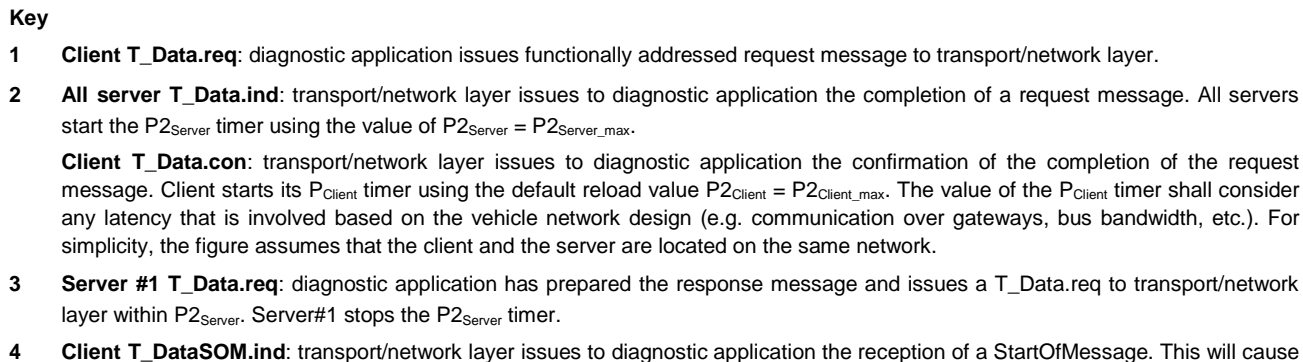 Key
1 Client T_Data.req: diagnostic application issues functionally addressed request message to transport/network layer.
2 All server T_Data.ind: transport/network layer issues to diagnostic application the completion of a request message. All servers
start the P2Server timer using the value of P2Server = P2Server_max.
Client T_Data.con: transport/network layer issues to diagnostic application the confirmation of the completion of the request
message. Client starts its PClient timer using the default reload value P2Client = P2Client_max. The value of the PClient timer shall consider
any latency that is involved based on the vehicle network design (e.g. communication over gateways, bus bandwidth, etc.). For
simplicity, the figure assumes that the client and the server are located on the same network.
3 Server #1 T_Data.req: diagnostic application has prepared the response message and issues a T_Data.req to transport/network
layer within P2Server. Server#1 stops the P2Server timer.
4 Client T_DataSOM.ind: transport/network layer issues to diagnostic application the reception of a StartOfMessage. This will cause